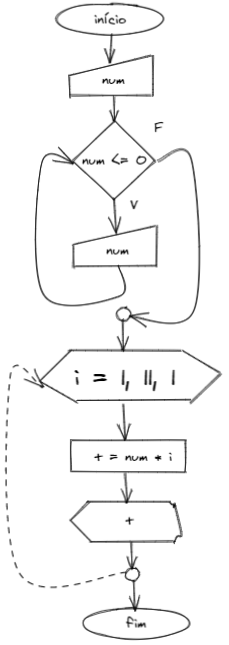 início
num
F
num <= 0
V
num
i = 1, 11, 1
t = num * i
t
fim